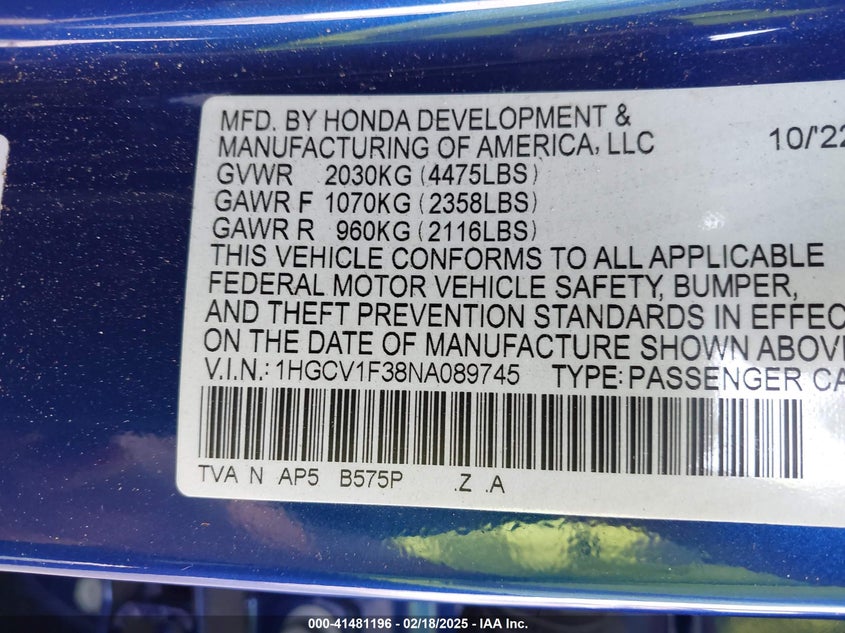 MFD. BY HONDA DEVELOPMENT &
MANUFACTURING OF AMERICA, LLC 10/'22
GVWR 2030KG (4475LBS)
GAWR F 1070KG (2358LBS)
GAWR R 960KG (2116LBS)
THIS VEHICLE CONFORMS TO ALL APPLICABLE
FEDERAL MOTOR VEHICLE SAFETY, BUMPER,
AND THEFT PREVENTION STANDARDS IN EFFEC
ON THE DATE OF MANUFACTURE SHOWN ABOVE
V.I.N.: 1HGCV1F38NA089745 TYPE: PASSENGER CA
TVA N AP5 B575P .Z .A
000-41481196 - 02/18/2025 - IAA Inc.